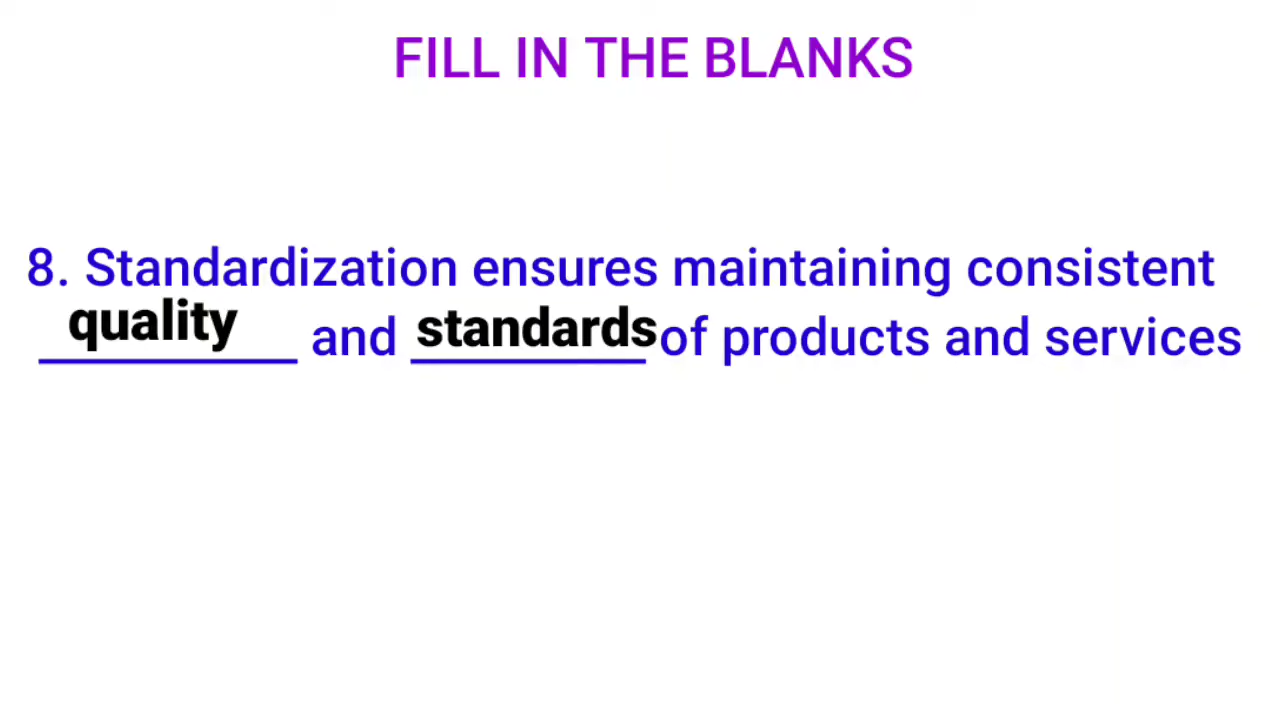 FILL IN THE BLANKS
8. Standardization ensures maintaining consistent
quality and standards of products and services